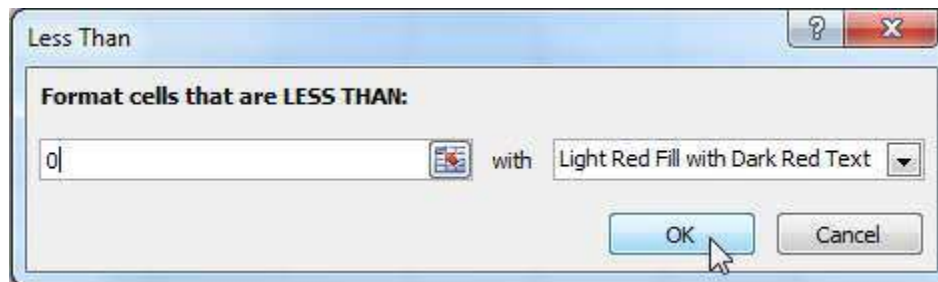 Less Than
Format cells that are LESS THAN:
0 with Light Red Fill with Dark Red Text
OK Cancel